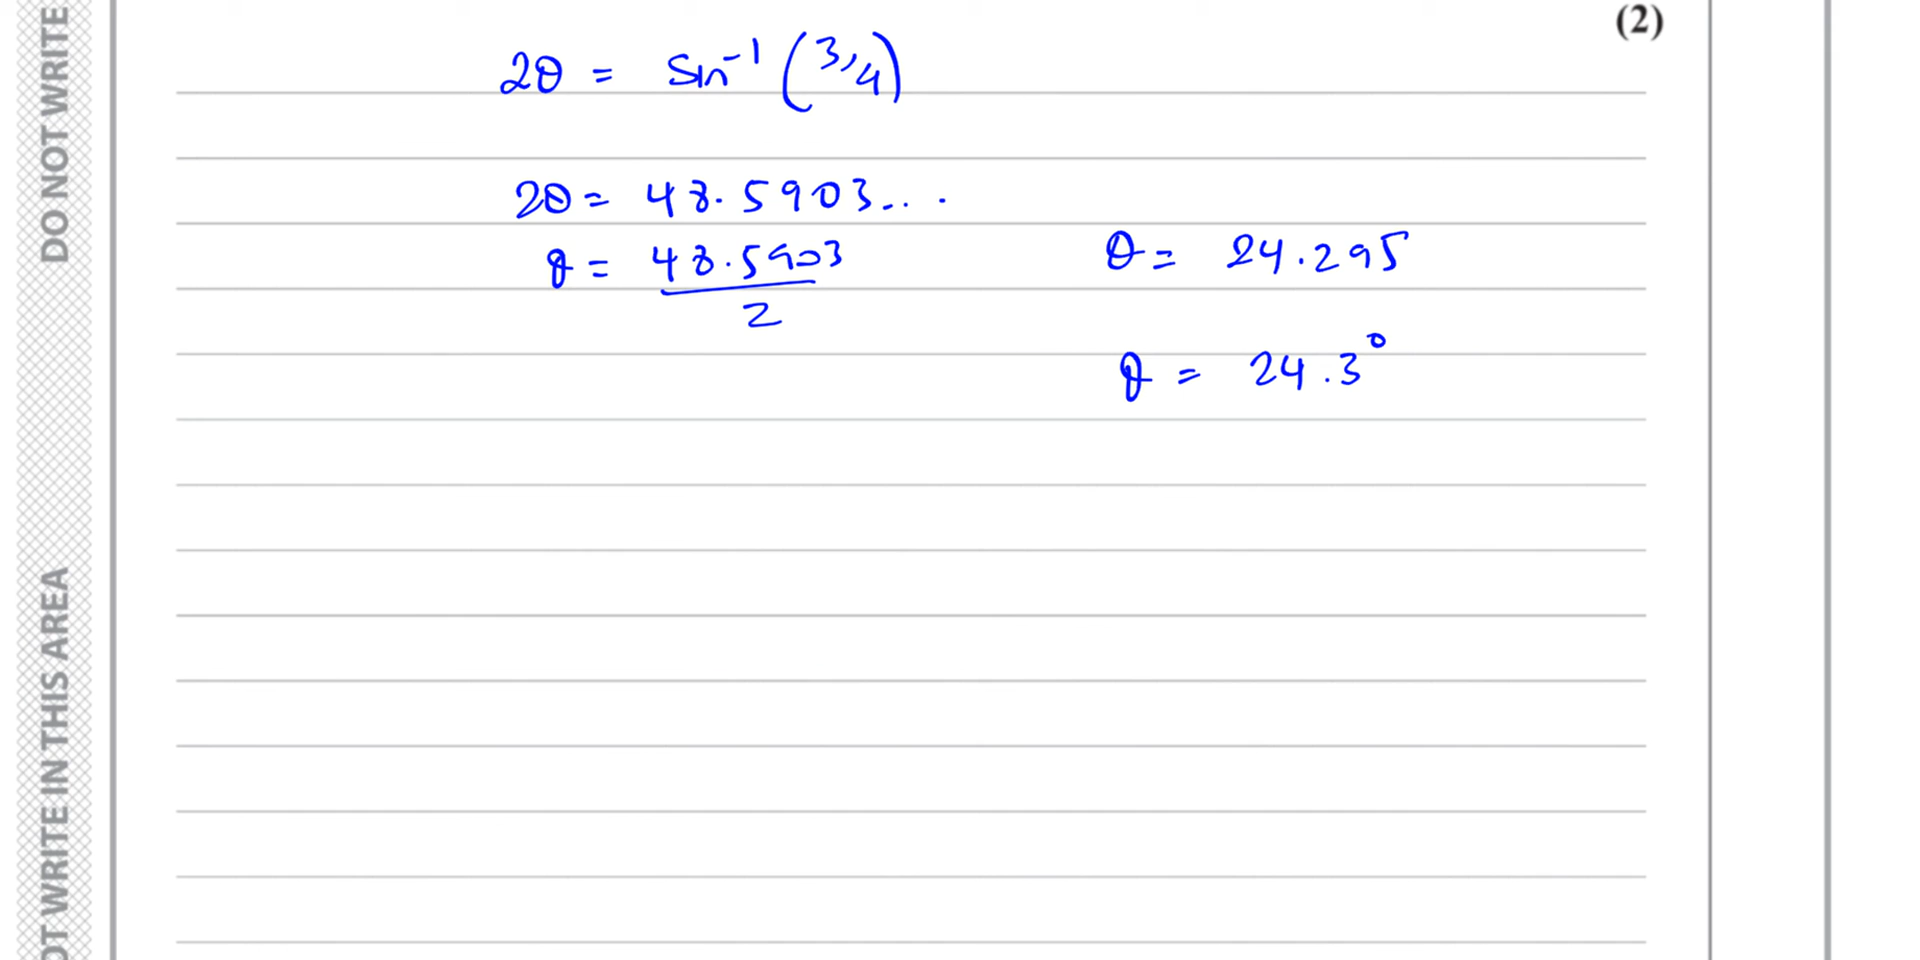 (2)
2θ = Sin⁻¹ (3/4)
2θ = 48.5903...
θ = 48.5903 / 2
θ = 24.295
θ = 24.3°
DO NOT WRITE
OT WRITE IN THIS AREA